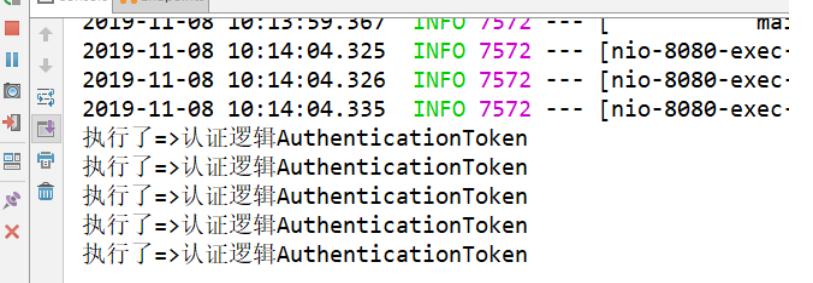 Console Endpoints
2019-11-08 10:13:59.367 INFO 7572 --- [ mai
2019-11-08 10:14:04.325 INFO 7572 --- [nio-8080-exec-
2019-11-08 10:14:04.326 INFO 7572 --- [nio-8080-exec-
2019-11-08 10:14:04.335 INFO 7572 --- [nio-8080-exec-
执行了=>认证逻辑AuthenticationToken
执行了=>认证逻辑AuthenticationToken
执行了=>认证逻辑AuthenticationToken
执行了=>认证逻辑AuthenticationToken
执行了=>认证逻辑AuthenticationToken